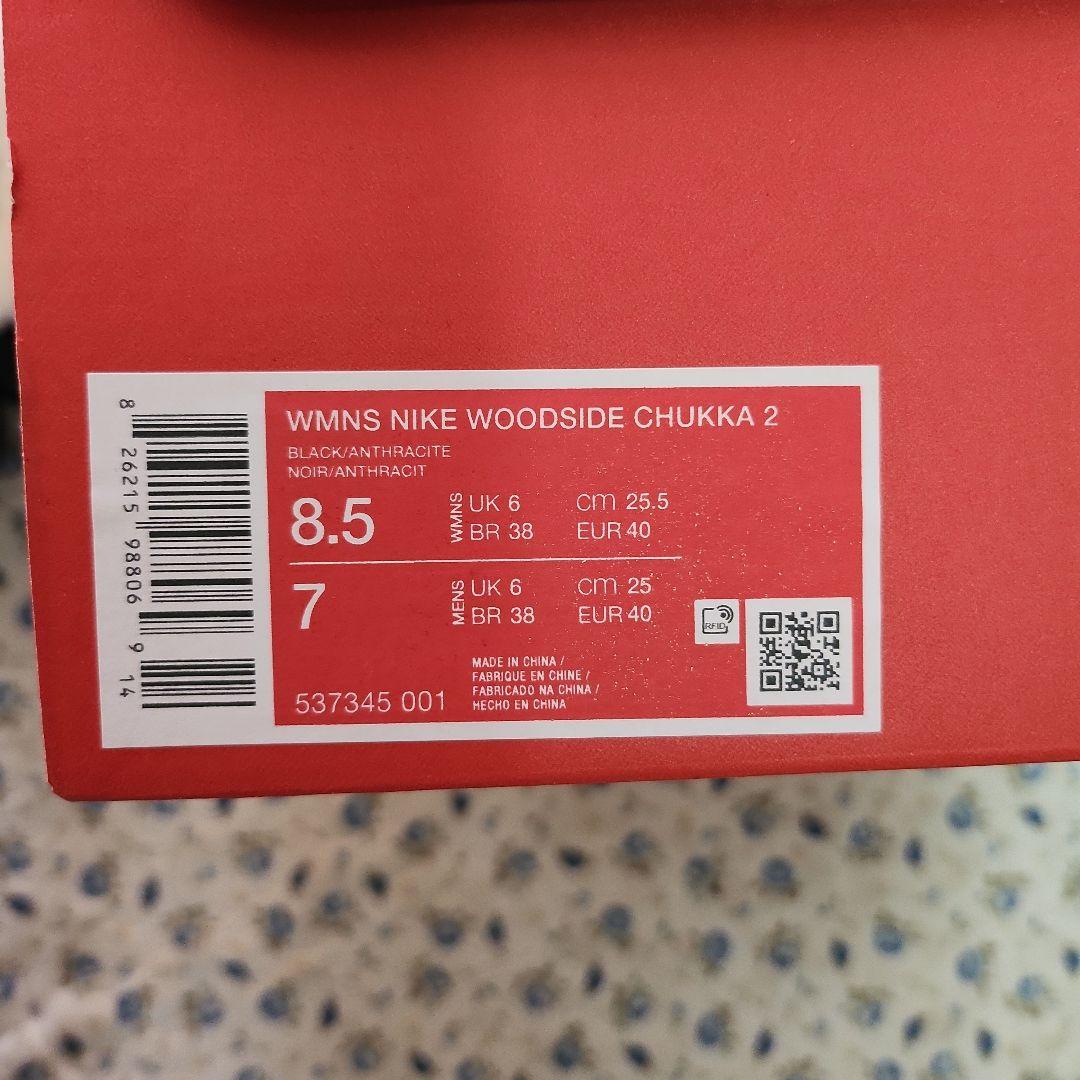 WMNS NIKE WOODSIDE CHUKKA 2
BLACK/ANTHRACITE
NOIR/ANTHRACIT
8.5
WMNS
UK 6 cm 25.5
BR 38 EUR 40
7
MENS
UK 6 cm 25
BR 38 EUR 40
MADE IN CHINA /
FABRIQUE EN CHINE /
FABRICADO NA CHINA /
HECHO EN CHINA
537345 001
RFID
8 26215 98806 9 14